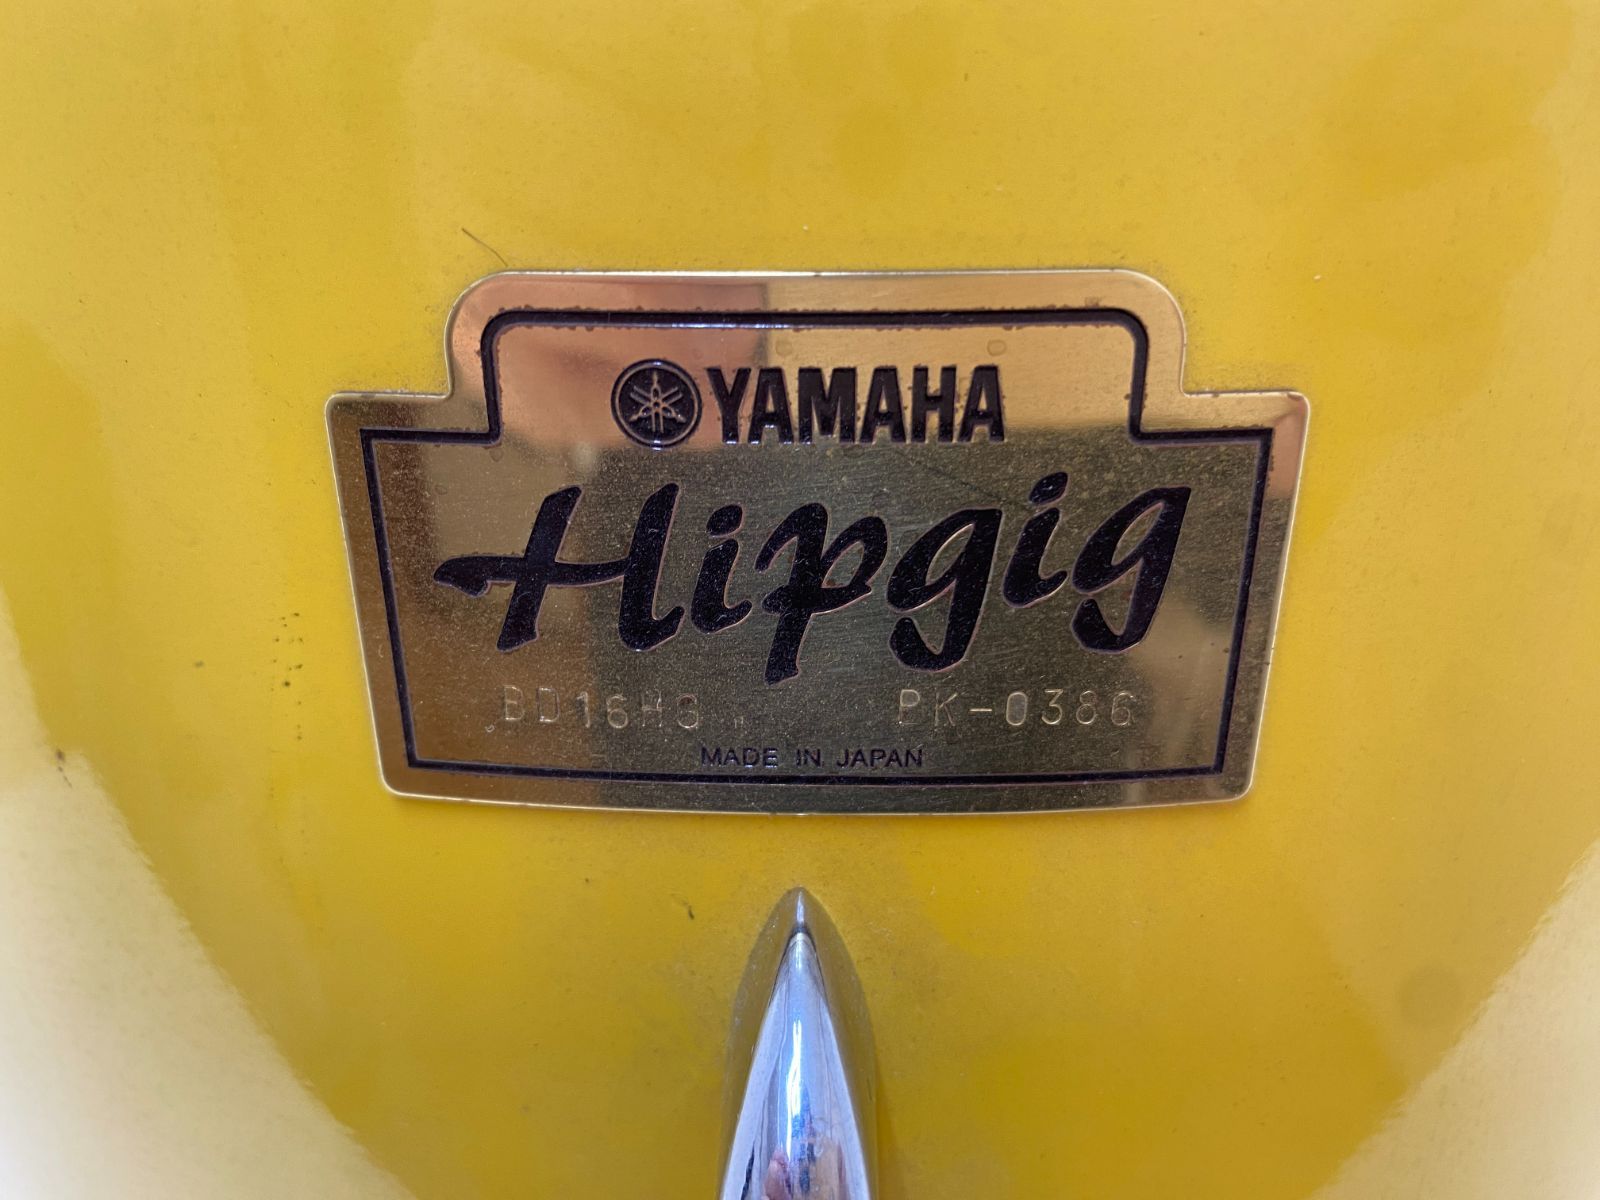 YAMAHA
Hipgig
BD16HG PK-0386
MADE IN JAPAN